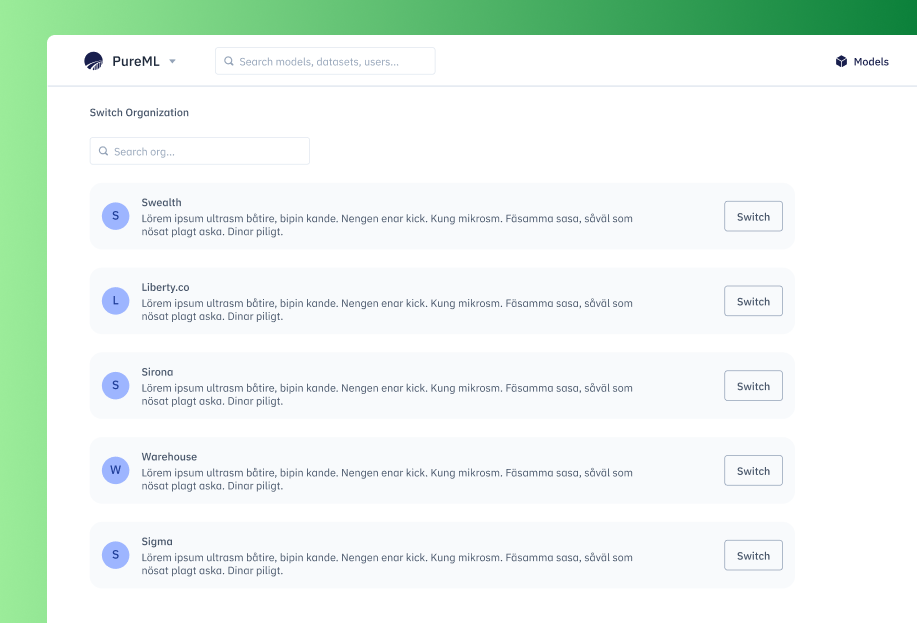 PureML
Search models, datasets, users...
Models
Switch Organization
Search org...
S
Swealth
Lörem ipsum ultrasm båtire, bipin kande. Nengen enar kick. Kung mikrosm. Fäsamma sasa, såväl som
nösat plagt aska. Dinar piligt.
Switch
L
Liberty.co
Lörem ipsum ultrasm båtire, bipin kande. Nengen enar kick. Kung mikrosm. Fäsamma sasa, såväl som
nösat plagt aska. Dinar piligt.
Switch
S
Sirona
Lörem ipsum ultrasm båtire, bipin kande. Nengen enar kick. Kung mikrosm. Fäsamma sasa, såväl som
nösat plagt aska. Dinar piligt.
Switch
W
Warehouse
Lörem ipsum ultrasm båtire, bipin kande. Nengen enar kick. Kung mikrosm. Fäsamma sasa, såväl som
nösat plagt aska. Dinar piligt.
Switch
S
Sigma
Lörem ipsum ultrasm båtire, bipin kande. Nengen enar kick. Kung mikrosm. Fäsamma sasa, såväl som
nösat plagt aska. Dinar piligt.
Switch